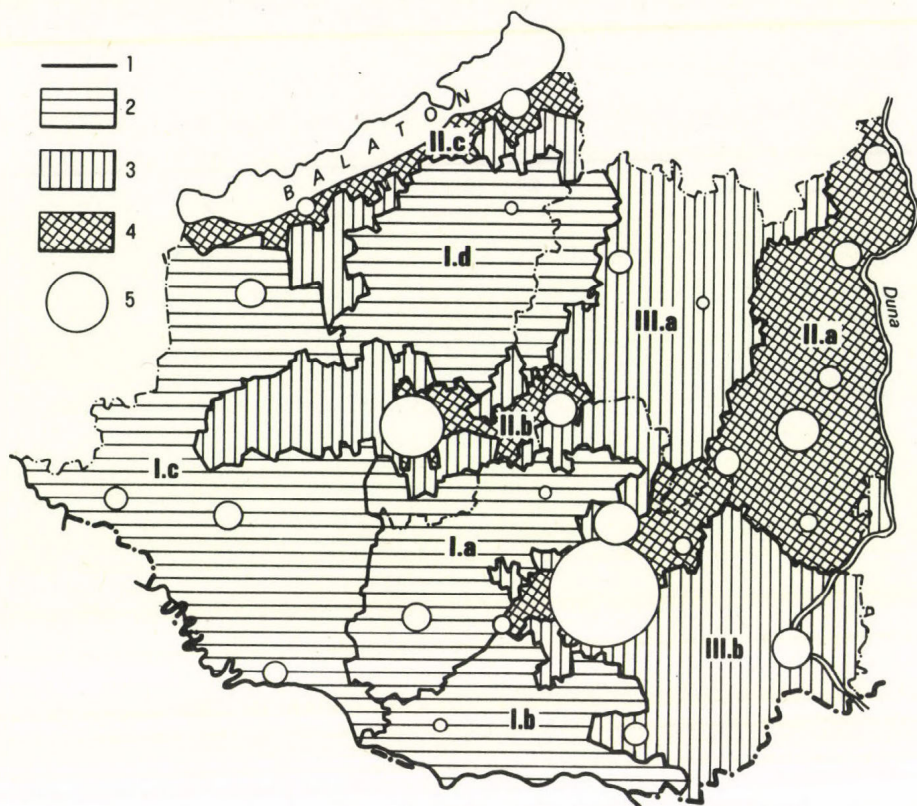 1
2
3
4
5
BALATON
II.c
I.d
III.a
II.a
Duna
II.b
I.c
I.a
III.b
I.b